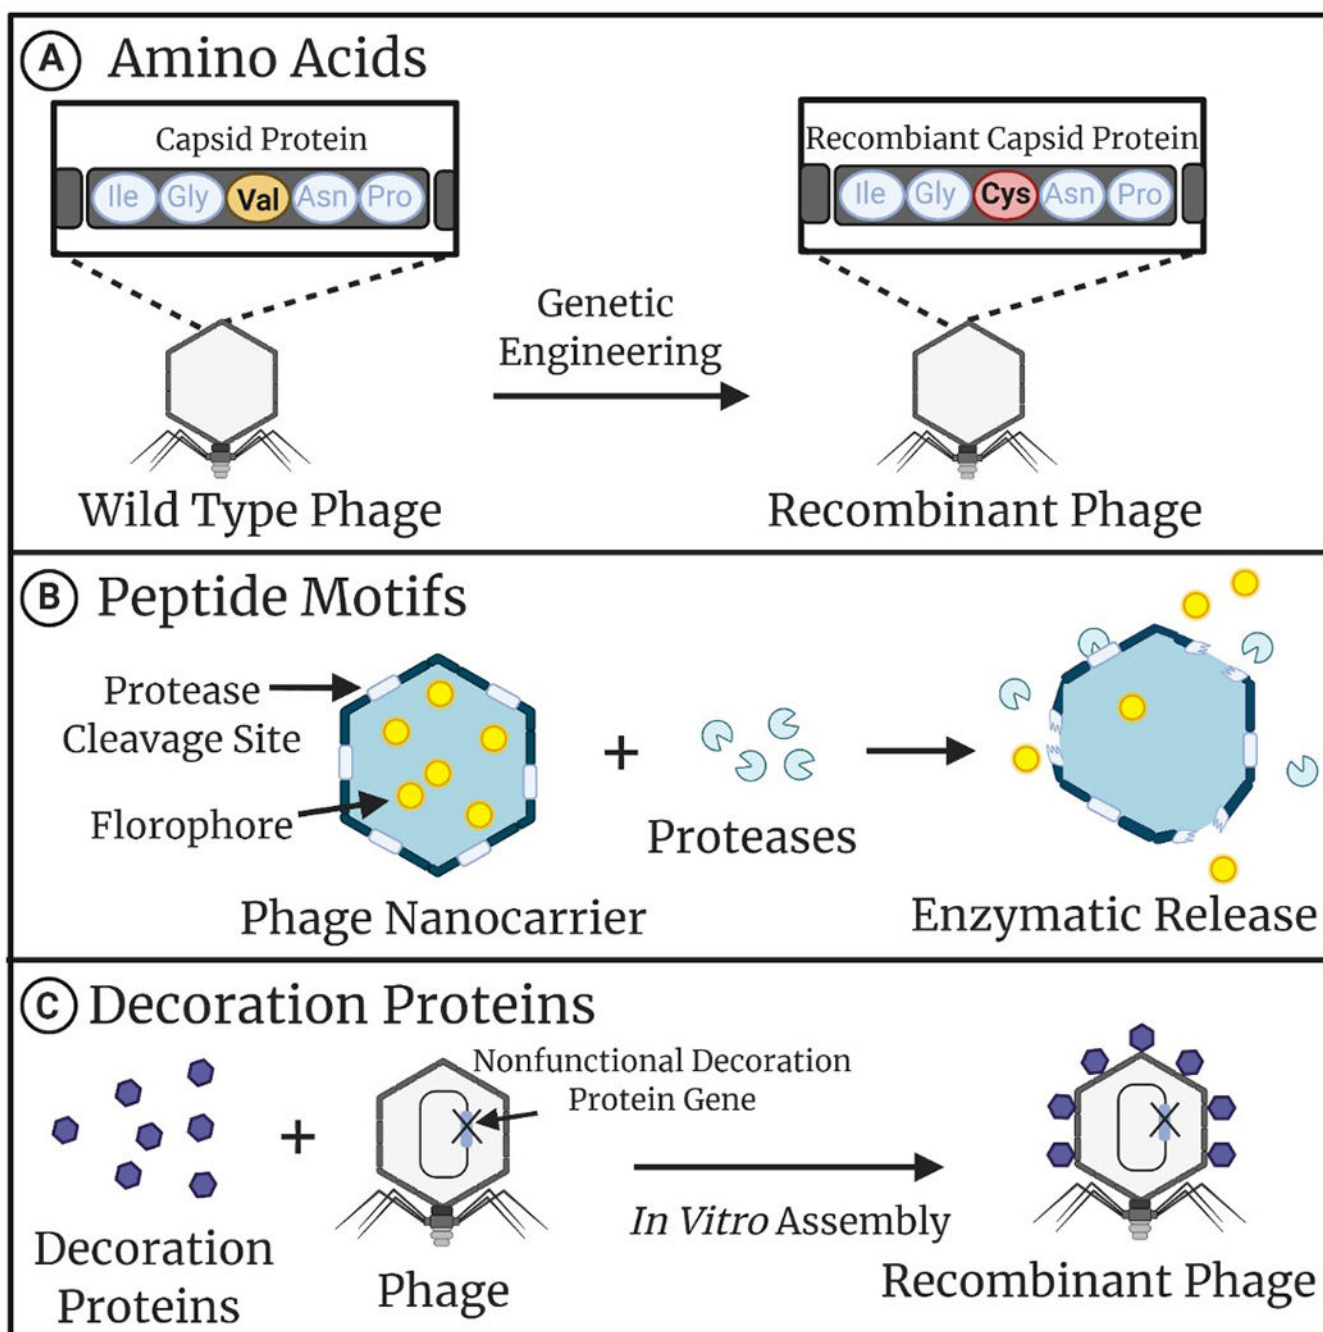 A Amino Acids
Capsid Protein
Ile Gly Val Asn Pro
Recombiant Capsid Protein
Ile Gly Cys Asn Pro
Genetic
Engineering
Wild Type Phage
Recombinant Phage
B Peptide Motifs
Protease
Cleavage Site
Florophore
+
Proteases
Phage Nanocarrier
Enzymatic Release
C Decoration Proteins
Nonfunctional Decoration
Protein Gene
+
In Vitro Assembly
Decoration
Proteins
Phage
Recombinant Phage